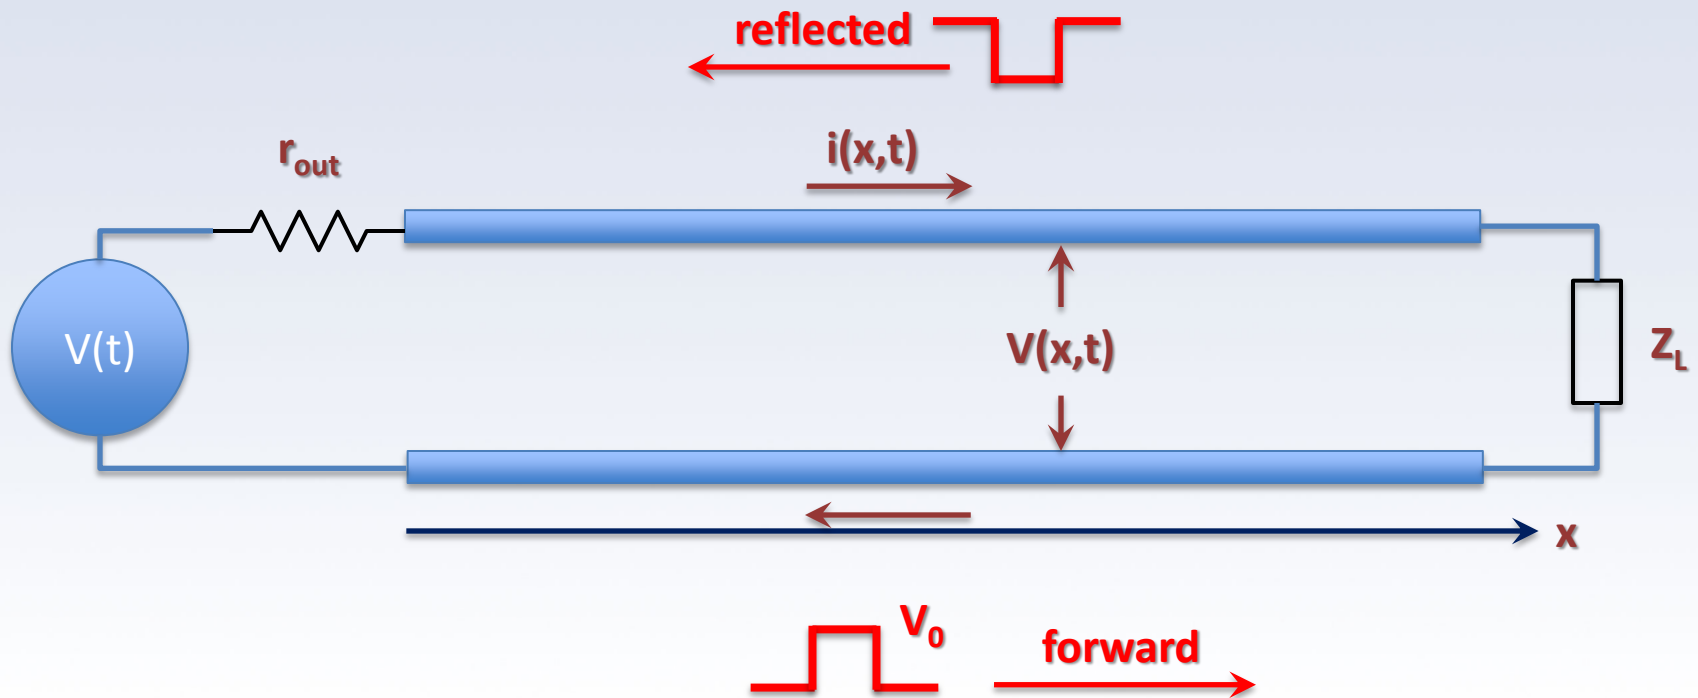 reflected
i(x,t)
r_out
V(t)
V(x,t)
Z_L
x
V_0
forward